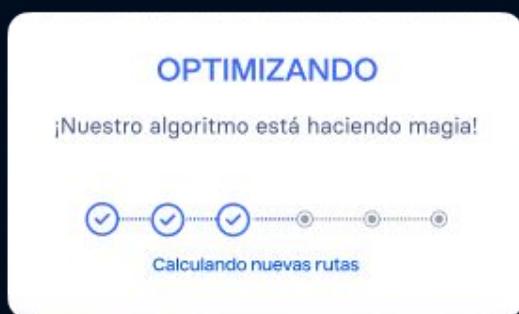 OPTIMIZANDO
¡Nuestro algoritmo está haciendo magia!
Calculando nuevas rutas